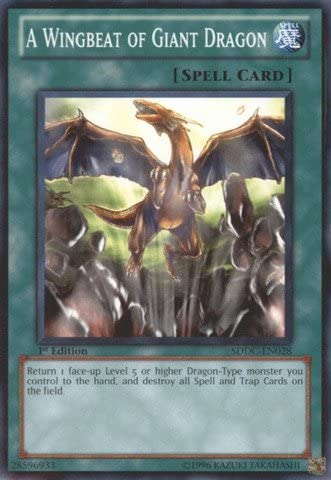 A Wingbeat of Giant Dragon
SPELL
魔
[Spell Card]
1st Edition
SDDC-EN028
Return 1 face-up Level 5 or higher Dragon-Type monster you
control to the hand, and destroy all Spell and Trap Cards on
the field.
28596933
©1996 KAZUKI TAKAHASHI